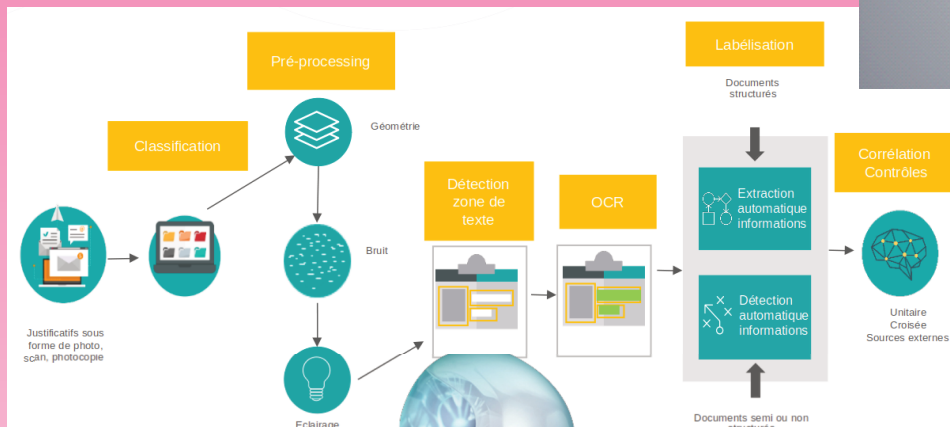 Labélisation
Pré-processing
Documents
structurés
Géométrie
Classification
Corrélation
Contrôles
Détection
zone de
texte
OCR
Extraction
automatique
informations
Bruit
Détection
automatique
informations
Unitaire
Croisée
Sources externes
Justificatifs sous
forme de photo,
scan, photocopie
Eclairage
Documents semi ou non
structurés